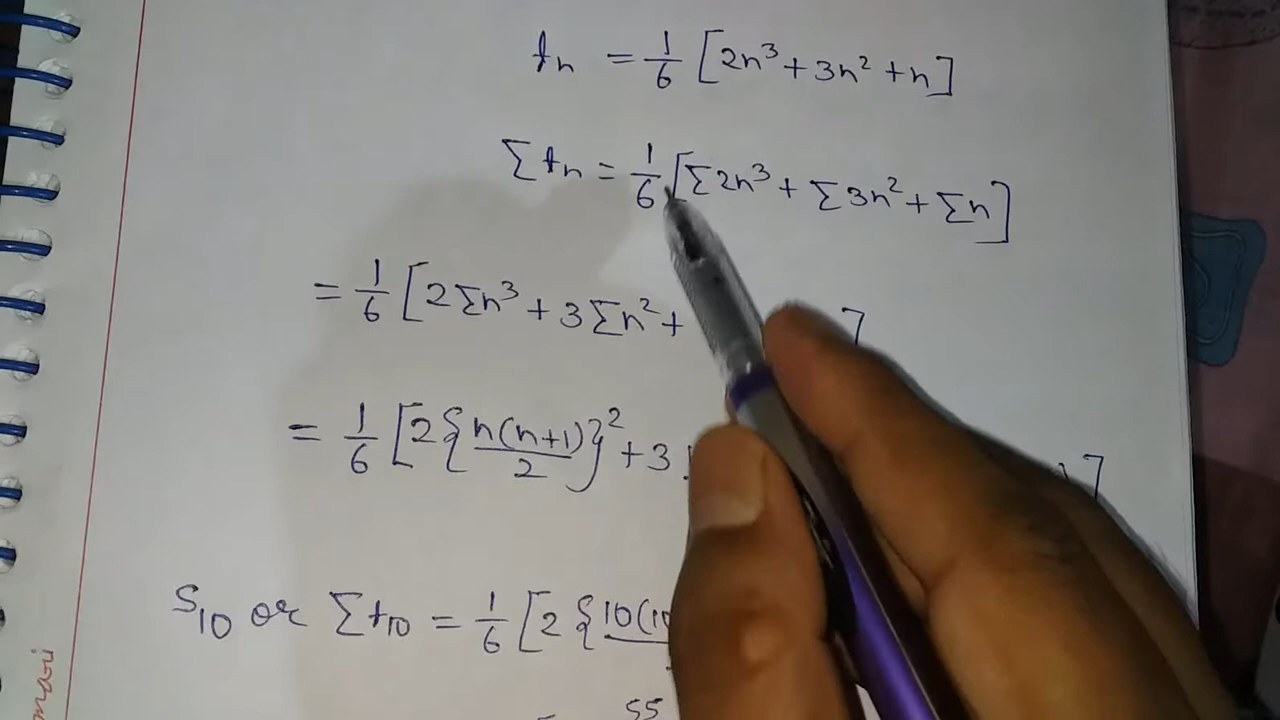 tn = 1/6 [2n³ + 3n² + n]
Σtn = 1/6 [Σ2n³ + Σ3n² + Σn]
= 1/6 [2Σn³ + 3Σn² + ]
= 1/6 [2{n(n+1)/2}² + 3 ]
S10 or Σt10 = 1/6 [2{10(10
= 55